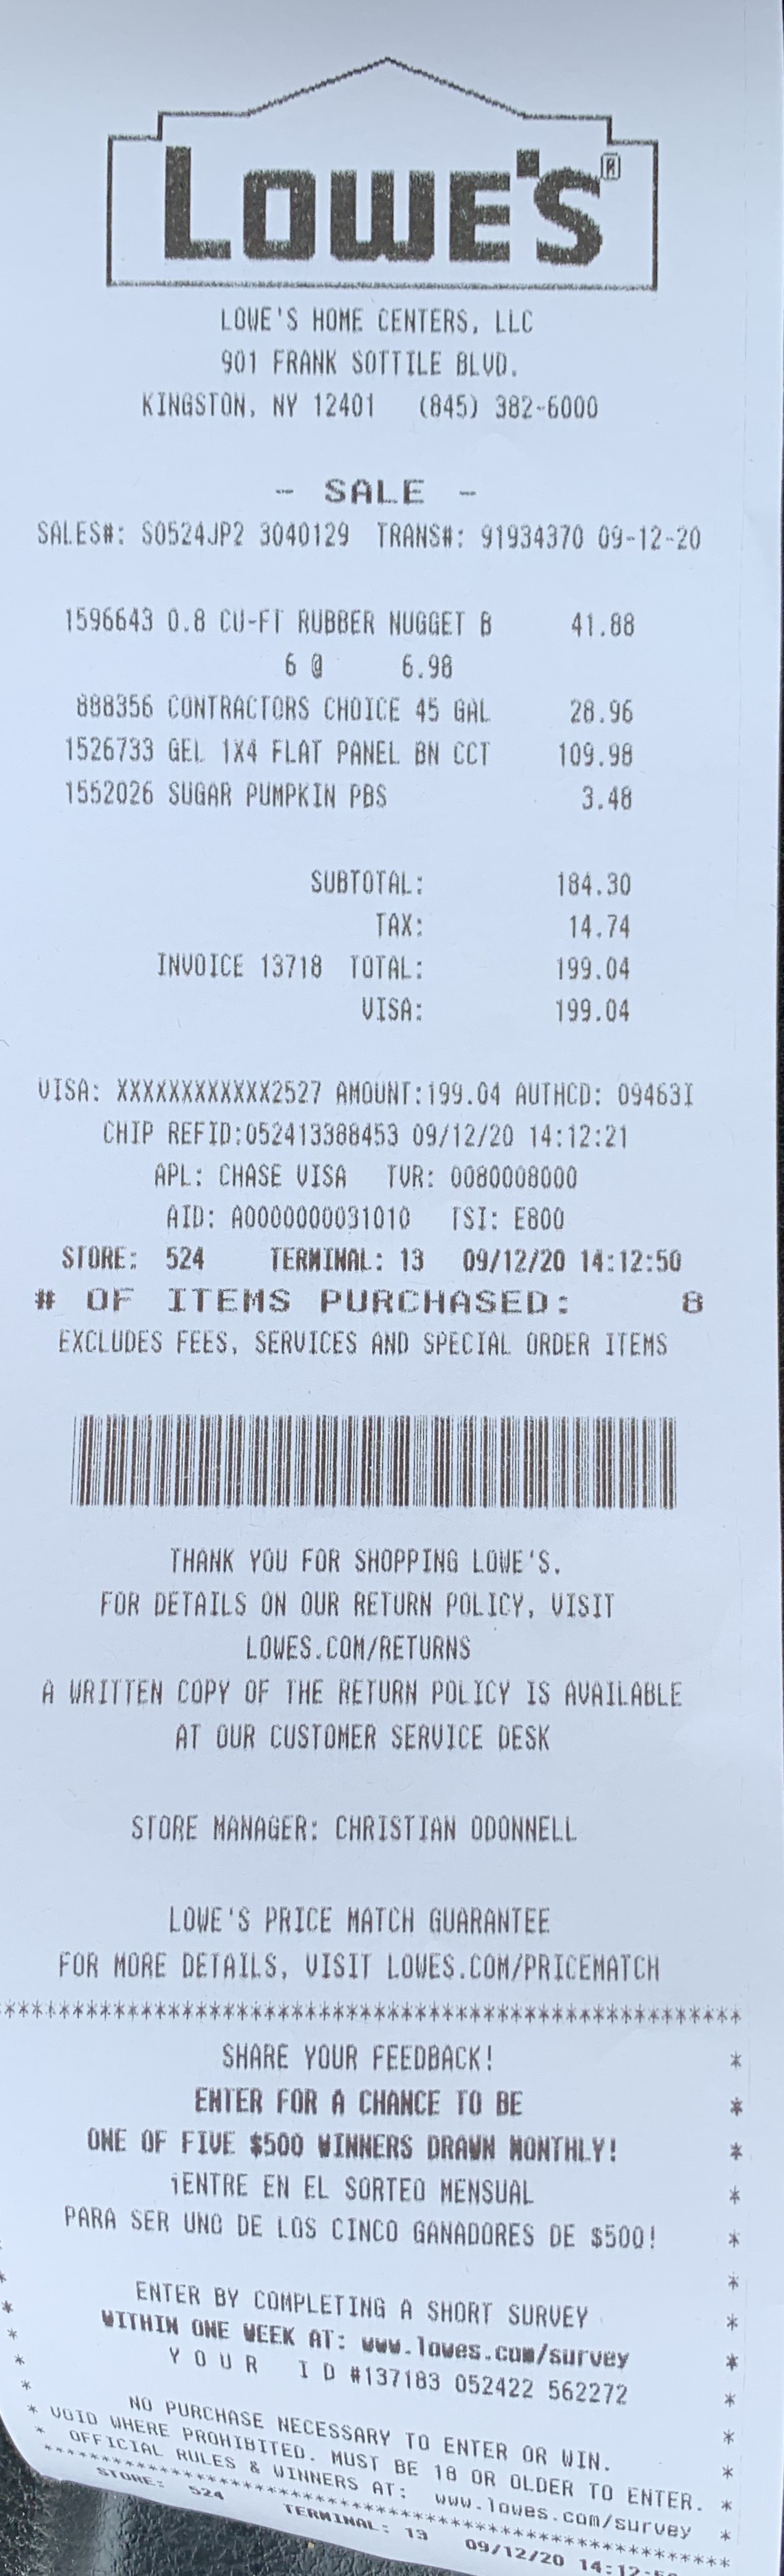 LOWE'S®
LOWE'S HOME CENTERS, LLC
901 FRANK SOTTILE BLVD.
KINGSTON, NY 12401 (845) 382-6000
- SALE -
SALES#: S0524JP2 3040129 TRANS#: 91934370 09-12-20
1596643 0.8 CU-FT RUBBER NUGGET B 41.88
6 @ 6.98
888356 CONTRACTORS CHOICE 45 GAL 28.96
1526733 GEL 1X4 FLAT PANEL BN CCT 109.98
1552026 SUGAR PUMPKIN PBS 3.48
SUBTOTAL: 184.30
TAX: 14.74
INVOICE 13718 TOTAL: 199.04
VISA: 199.04
VISA: XXXXXXXXXXXX2527 AMOUNT:199.04 AUTHCD: 09463I
CHIP REFID:052413388453 09/12/20 14:12:21
APL: CHASE VISA TVR: 0080008000
AID: A0000000031010 TSI: E800
STORE: 524 TERMINAL: 13 09/12/20 14:12:50
# OF ITEMS PURCHASED: 8
EXCLUDES FEES, SERVICES AND SPECIAL ORDER ITEMS
THANK YOU FOR SHOPPING LOWE'S.
FOR DETAILS ON OUR RETURN POLICY, VISIT
LOWES.COM/RETURNS
A WRITTEN COPY OF THE RETURN POLICY IS AVAILABLE
AT OUR CUSTOMER SERVICE DESK
STORE MANAGER: CHRISTIAN ODONNELL
LOWE'S PRICE MATCH GUARANTEE
FOR MORE DETAILS, VISIT LOWES.COM/PRICEMATCH
*********************************************************
SHARE YOUR FEEDBACK! *
ENTER FOR A CHANCE TO BE *
ONE OF FIVE $500 WINNERS DRAWN MONTHLY! *
¡ENTRE EN EL SORTEO MENSUAL *
PARA SER UNO DE LOS CINCO GANADORES DE $500! *
*
* ENTER BY COMPLETING A SHORT SURVEY *
* WITHIN ONE WEEK AT: www.lowes.com/survey *
* Y O U R I D #137183 052422 562272 *
* *
* NO PURCHASE NECESSARY TO ENTER OR WIN. *
* VOID WHERE PROHIBITED. MUST BE 18 OR OLDER TO ENTER. *
* OFFICIAL RULES & WINNERS AT: www.lowes.com/survey *
*********************************************************
STORE: 524 TERMINAL: 13 09/12/20